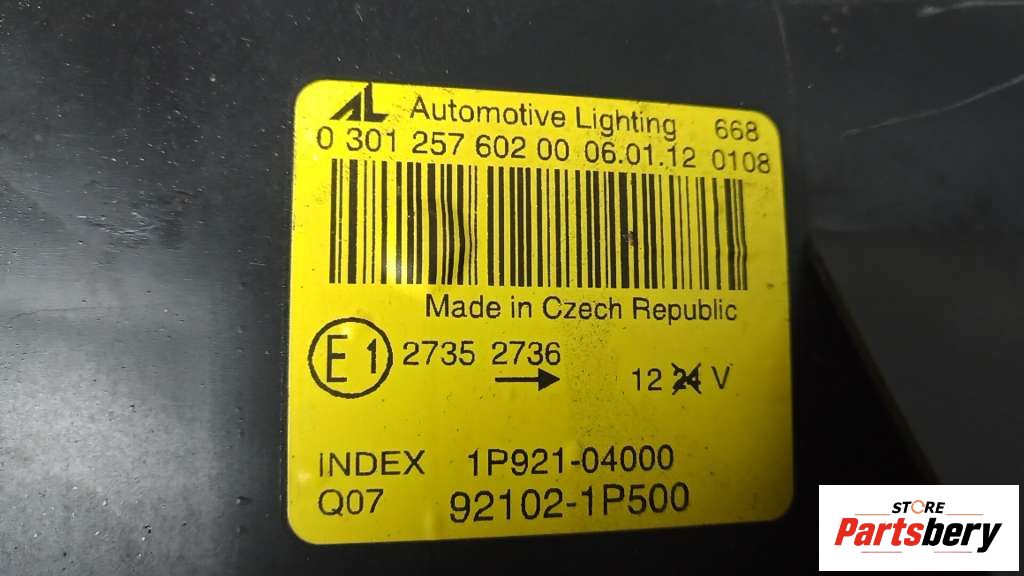 AL Automotive Lighting 668
0 301 257 602 00 06.01.12 0108
Made in Czech Republic
E1 2735 2736
12 24 V
INDEX 1P921-04000
Q07 92102-1P500
STORE
Partsbery